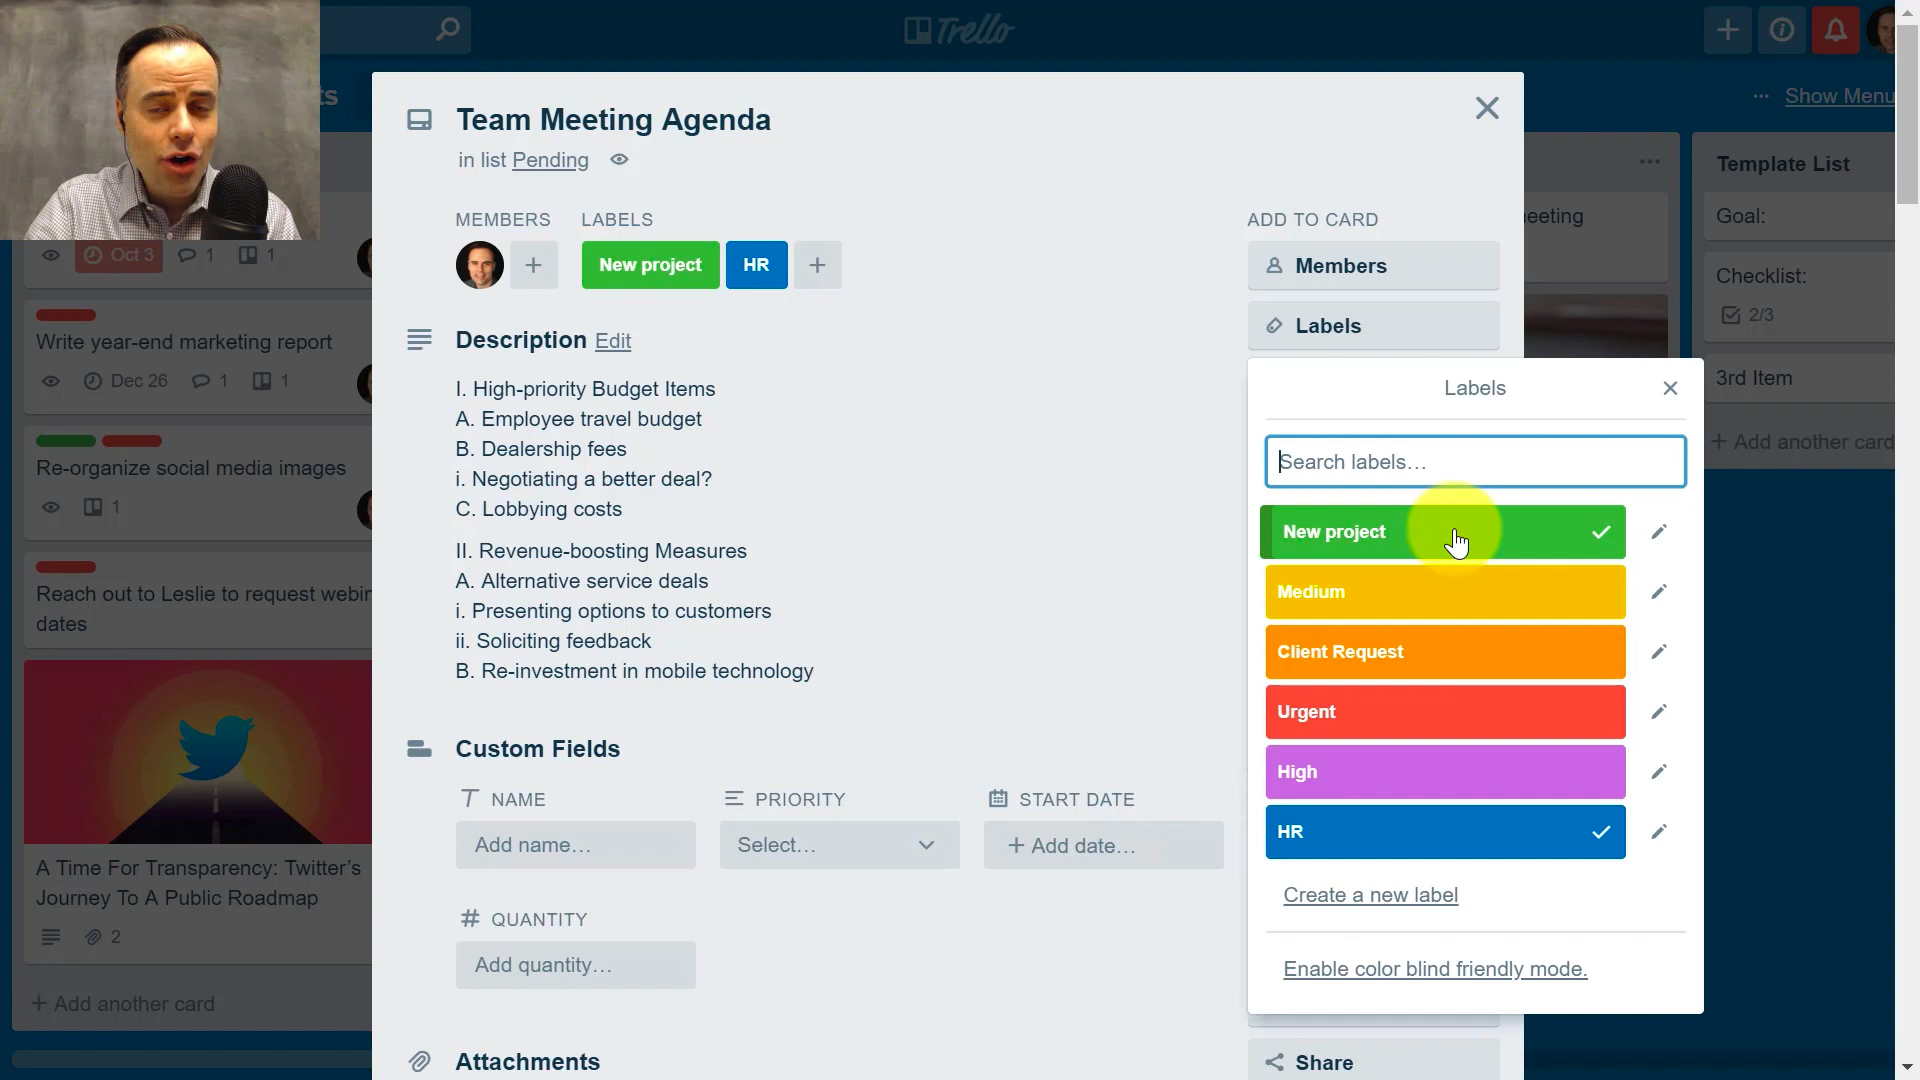 Trello
ts
Show Menu
Team Meeting Agenda
in list Pending
MEMBERS
LABELS
New project
HR
Description Edit
I. High-priority Budget Items
A. Employee travel budget
B. Dealership fees
i. Negotiating a better deal?
C. Lobbying costs
II. Revenue-boosting Measures
A. Alternative service deals
i. Presenting options to customers
ii. Soliciting feedback
B. Re-investment in mobile technology
Custom Fields
NAME
PRIORITY
START DATE
Add name…
Select…
+ Add date…
QUANTITY
Add quantity…
Attachments
ADD TO CARD
Members
Labels
Labels
Search labels…
New project
Medium
Client Request
Urgent
High
HR
Create a new label
Enable color blind friendly mode.
Share
Oct 3
1
1
Write year-end marketing report
Dec 26
1
1
Re-organize social media images
1
Reach out to Leslie to request webin
dates
A Time For Transparency: Twitter’s
Journey To A Public Roadmap
2
+ Add another card
eeting
Template List
Goal:
Checklist:
2/3
3rd Item
+ Add another card